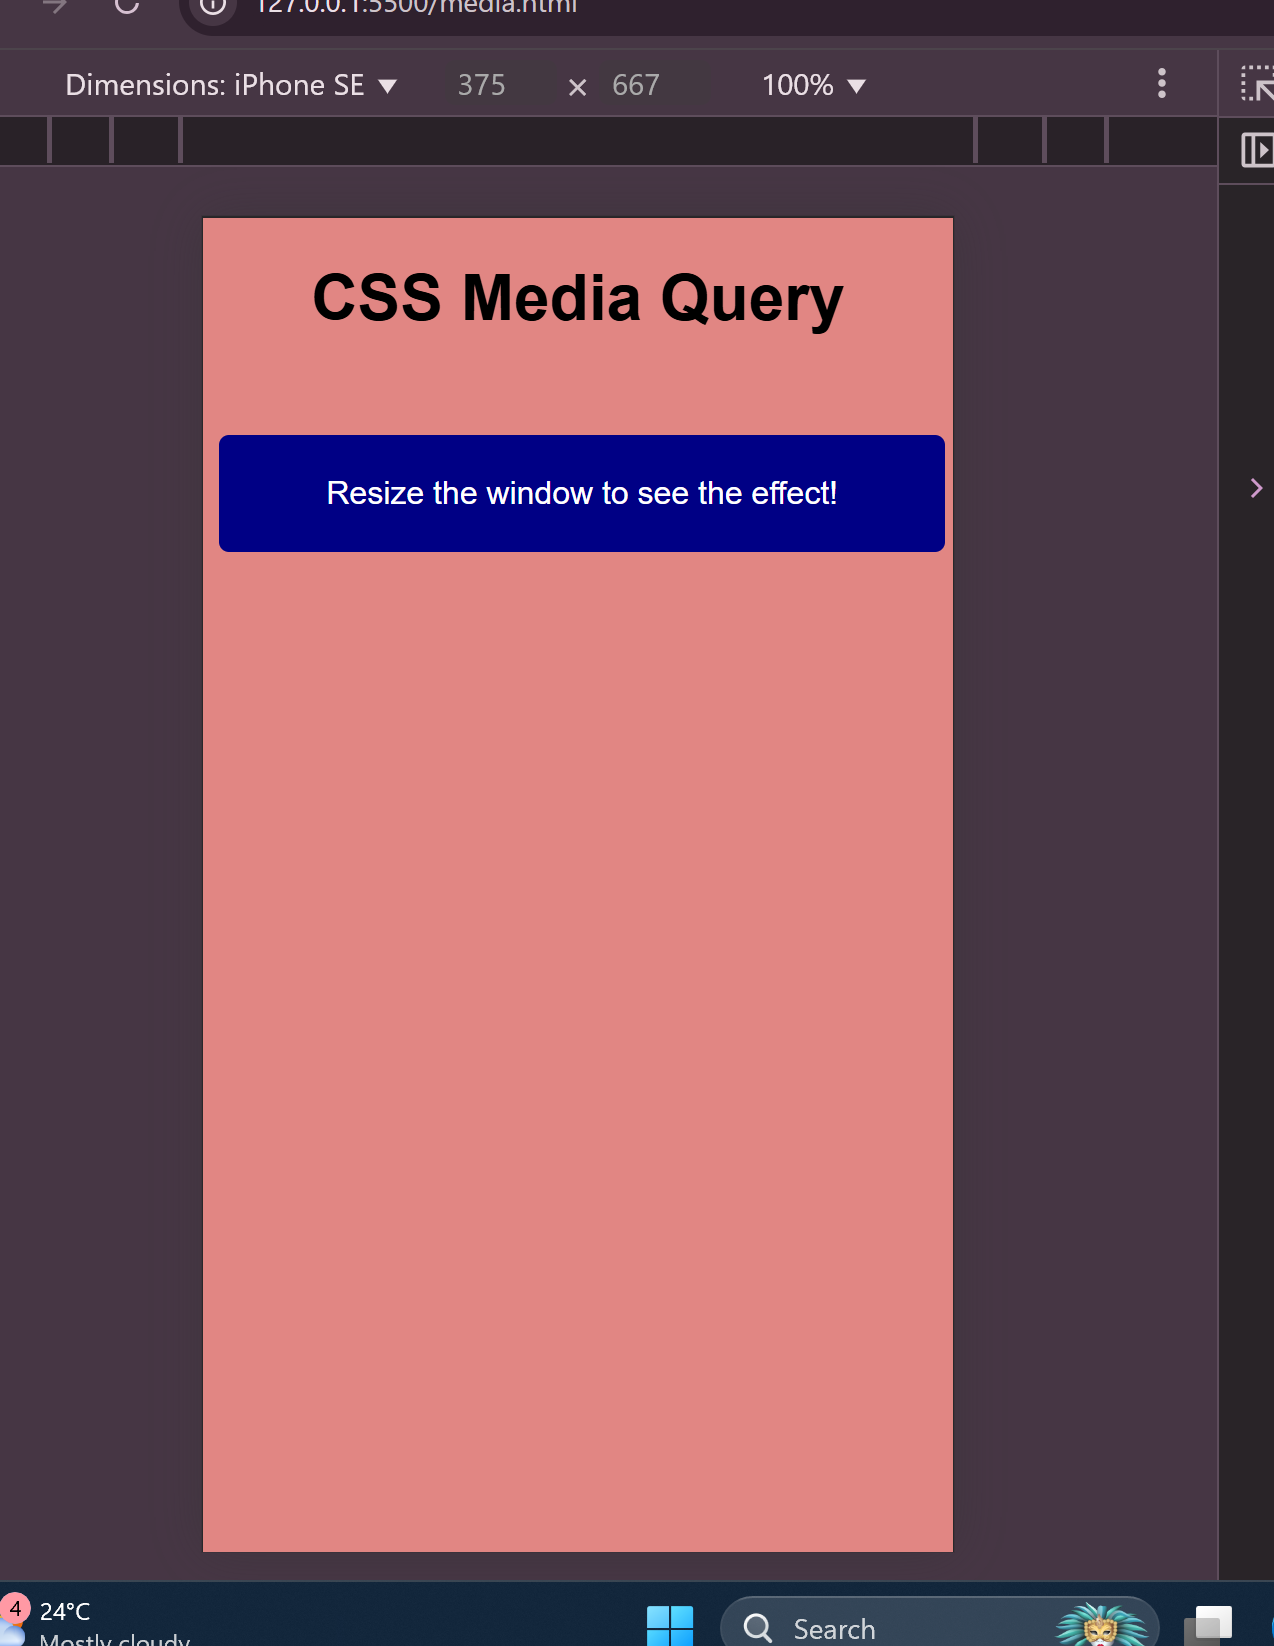 127.0.0.1:5500/media.html
Dimensions: iPhone SE ▼ 375 × 667 100% ▼
CSS Media Query
Resize the window to see the effect!
4
24°C
Mostly cloudy
Search